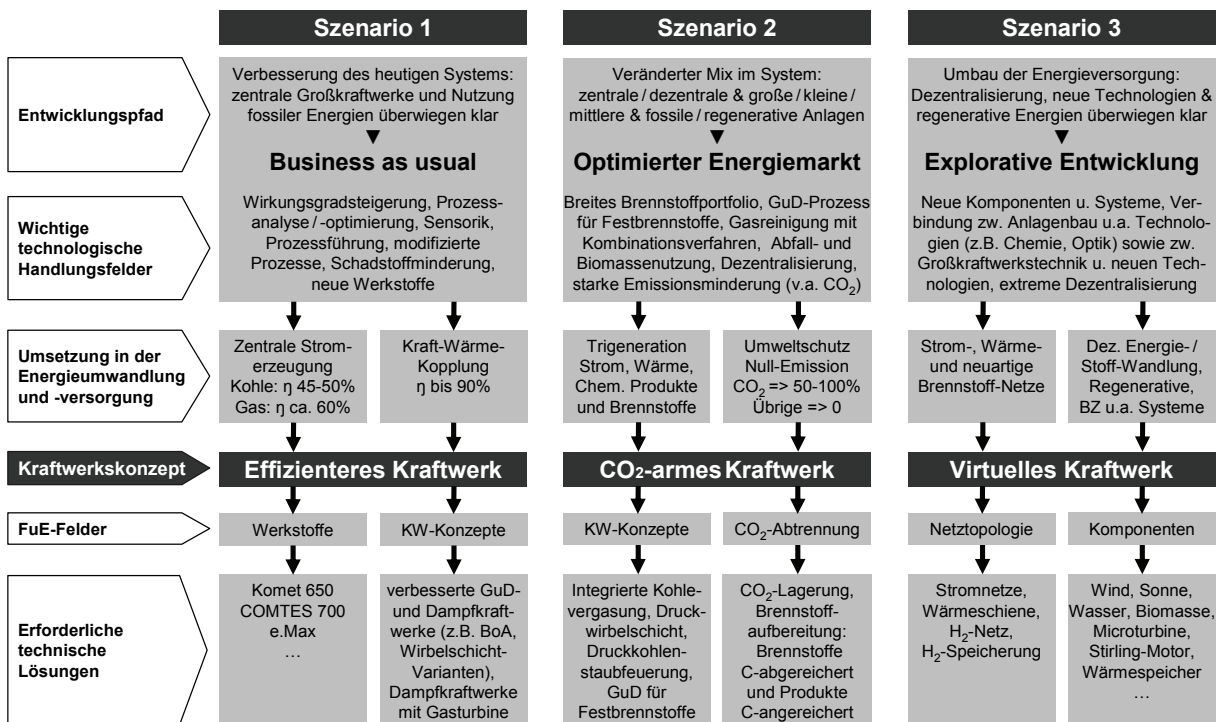 Szenario 1
Szenario 2
Szenario 3
Entwicklungspfad
Verbesserung des heutigen Systems:
zentrale Großkraftwerke und Nutzung
fossiler Energien überwiegen klar
Business as usual
Veränderter Mix im System:
zentrale / dezentrale & große / kleine /
mittlere & fossile / regenerative Anlagen
Optimierter Energiemarkt
Umbau der Energieversorgung:
Dezentralisierung, neue Technologien &
regenerative Energien überwiegen klar
Explorative Entwicklung
Wichtige
technologische
Handlungsfelder
Wirkungsgradsteigerung, Prozess-
analyse / -optimierung, Sensorik,
Prozessführung, modifizierte
Prozesse, Schadstoffminderung,
neue Werkstoffe
Breites Brennstoffportfolio, GuD-Prozess
für Festbrennstoffe, Gasreinigung mit
Kombinationsverfahren, Abfall- und
Biomassenutzung, Dezentralisierung,
starke Emissionsminderung (v.a. CO₂)
Neue Komponenten u. Systeme, Ver-
bindung zw. Anlagenbau u.a. Technolo-
gien (z.B. Chemie, Optik) sowie zw.
Großkraftwerkstechnik u. neuen Tech-
nologien, extreme Dezentralisierung
Umsetzung in der
Energieumwandlung
und -versorgung
Zentrale Strom-
erzeugung
Kohle: η 45-50%
Gas: η ca. 60%
Kraft-Wärme-
Kopplung
η bis 90%
Trigeneration
Strom, Wärme,
Chem. Produkte
und Brennstoffe
Umweltschutz
Null-Emission
CO₂ => 50-100%
Übrige => 0
Strom-, Wärme-
und neuartige
Brennstoff-Netze
Dez. Energie- /
Stoff-Wandlung,
Regenerative,
BZ u.a. Systeme
Kraftwerkskonzept
Effizienteres Kraftwerk
CO₂-armes Kraftwerk
Virtuelles Kraftwerk
FuE-Felder
Werkstoffe
KW-Konzepte
KW-Konzepte
CO₂-Abtrennung
Netztopologie
Komponenten
Erforderliche
technische
Lösungen
Komet 650
COMTES 700
e.Max
…
verbesserte GuD-
und Dampfkraft-
werke (z.B. BoA,
Wirbelschicht-
Varianten),
Dampfkraftwerke
mit Gasturbine
Integrierte Kohle-
vergasung, Druck-
wirbelschicht,
Druckkohlen-
staubfeuerung,
GuD für
Festbrennstoffe
CO₂-Lagerung,
Brennstoff-
aufbereitung:
Brennstoffe
C-abgereichert
und Produkte
C-angereichert
Stromnetze,
Wärmeschiene,
H₂-Netz,
H₂-Speicherung
Wind, Sonne,
Wasser, Biomasse,
Microturbine,
Stirling-Motor,
Wärmespeicher
…